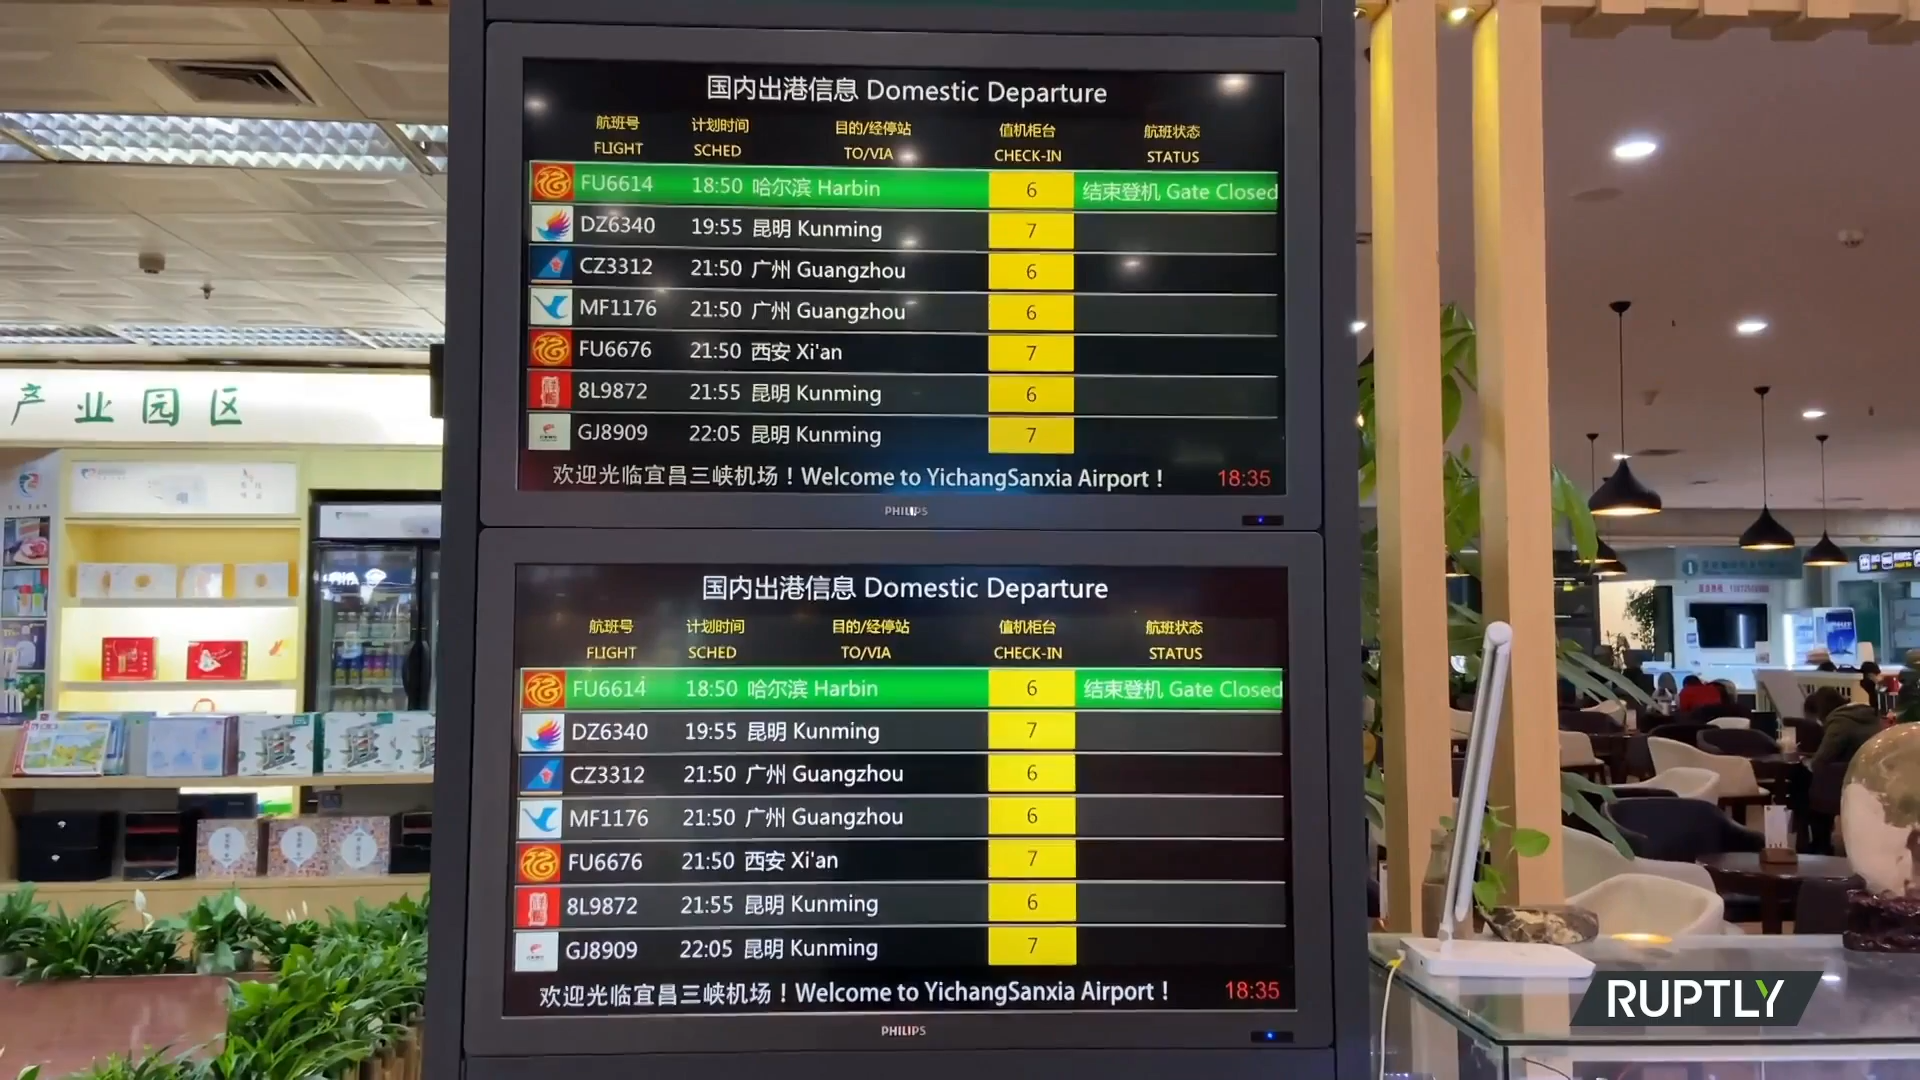 国内出港信息 Domestic Departure
航班号 计划时间 目的/经停站 值机柜台 航班状态
FLIGHT SCHED TO/VIA CHECK-IN STATUS
FU6614 18:50 哈尔滨 Harbin 6 结束登机 Gate Closed
DZ6340 19:55 昆明 Kunming 7
CZ3312 21:50 广州 Guangzhou 6
MF1176 21:50 广州 Guangzhou 6
FU6676 21:50 西安 Xi'an 7
8L9872 21:55 昆明 Kunming 6
GJ8909 22:05 昆明 Kunming 7
欢迎光临宜昌三峡机场！Welcome to YichangSanxia Airport！ 18:35
PHILIPS
国内出港信息 Domestic Departure
航班号 计划时间 目的/经停站 值机柜台 航班状态
FLIGHT SCHED TO/VIA CHECK-IN STATUS
FU6614 18:50 哈尔滨 Harbin 6 结束登机 Gate Closed
DZ6340 19:55 昆明 Kunming 7
CZ3312 21:50 广州 Guangzhou 6
MF1176 21:50 广州 Guangzhou 6
FU6676 21:50 西安 Xi'an 7
8L9872 21:55 昆明 Kunming 6
GJ8909 22:05 昆明 Kunming 7
欢迎光临宜昌三峡机场！Welcome to YichangSanxia Airport！ 18:35
PHILIPS
产业园区
RUPTLY